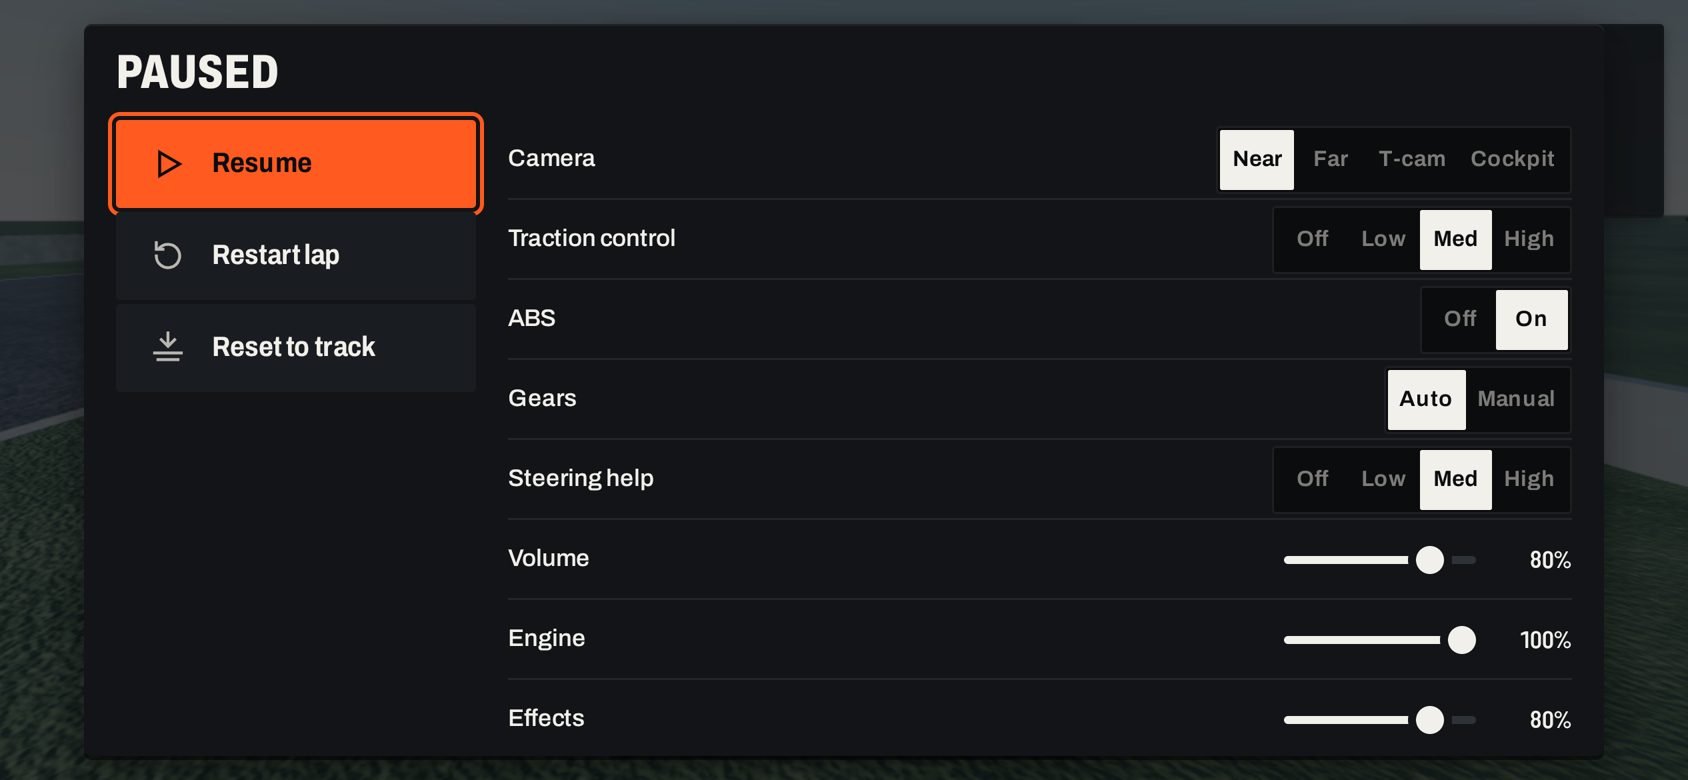 PAUSED
Resume
Restart lap
Reset to track
Camera Near Far T-cam Cockpit
Traction control Off Low Med High
ABS Off On
Gears Auto Manual
Steering help Off Low Med High
Volume 80%
Engine 100%
Effects 80%